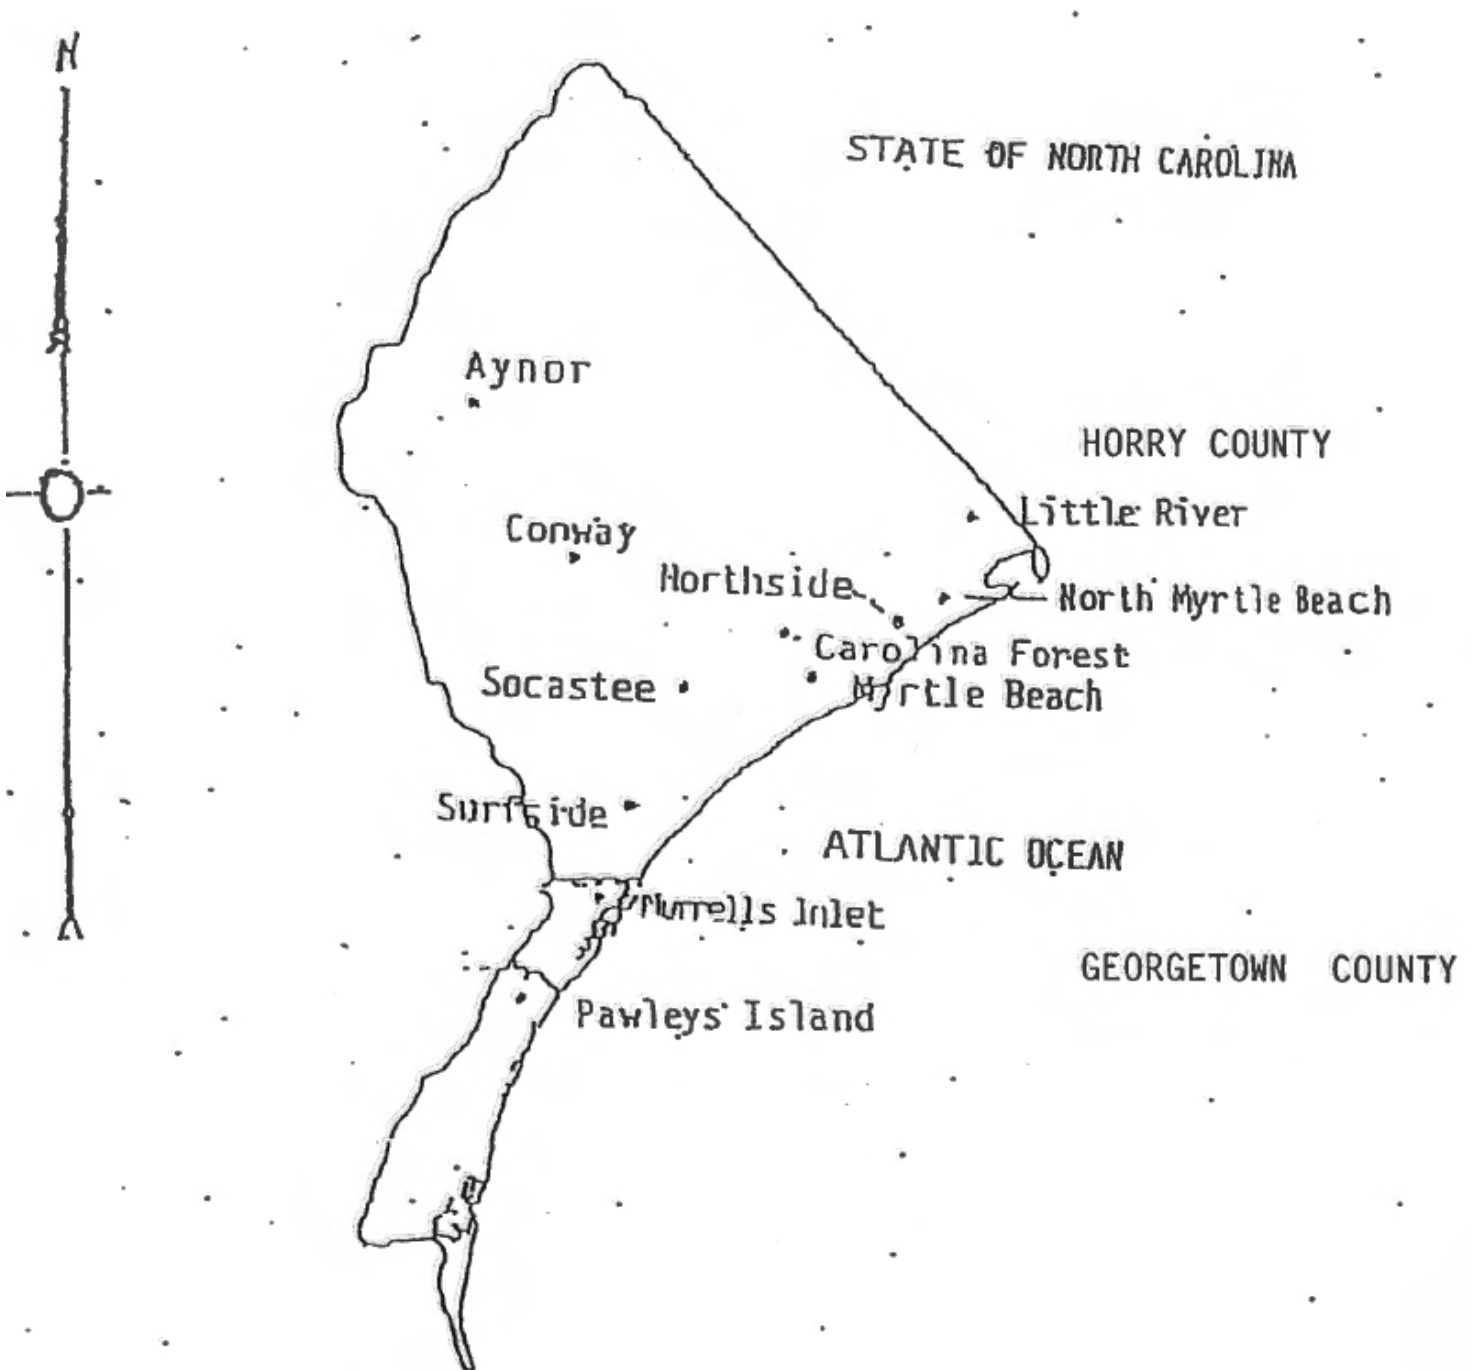 N
STATE OF NORTH CAROLINA
Aynor
HORRY COUNTY
Little River
Conway
Northside
North Myrtle Beach
Carolina Forest
Socastee
Myrtle Beach
Surfside
ATLANTIC OCEAN
Murrells Inlet
GEORGETOWN COUNTY
Pawleys Island